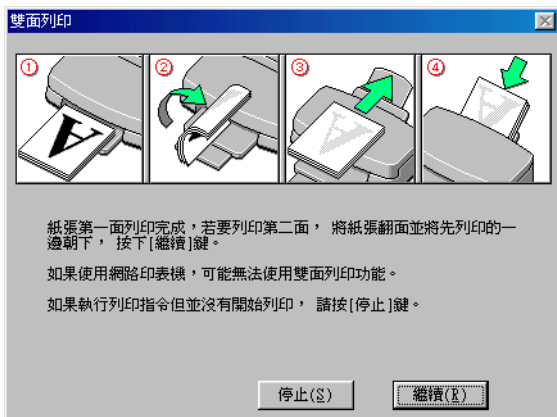 雙面列印
1
2
3
4
A
紙張第一面列印完成，若要列印第二面， 將紙張翻面並將先列印的一
邊朝下， 按下[繼續]鍵。
如果使用網路印表機，可能無法使用雙面列印功能。
如果執行列印指令但並沒有開始列印， 請按[停止]鍵。
停止(S) 繼續(R)